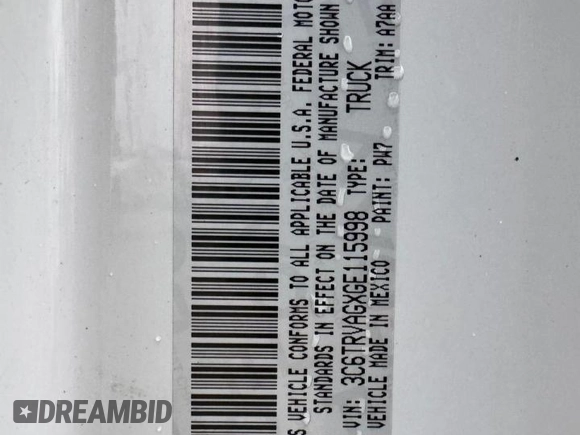 S VEHICLE CONFORMS TO ALL APPLICABLE U.S.A. FEDERAL MOTO
STANDARDS IN EFFECT ON THE DATE OF MANUFACTURE SHOWN
VIN: 3C6TRVAGXGE115998 TYPE: TRUCK
VEHICLE MADE IN MEXICO PAINT: PW7 TRIM: A7AA
DREAMBID